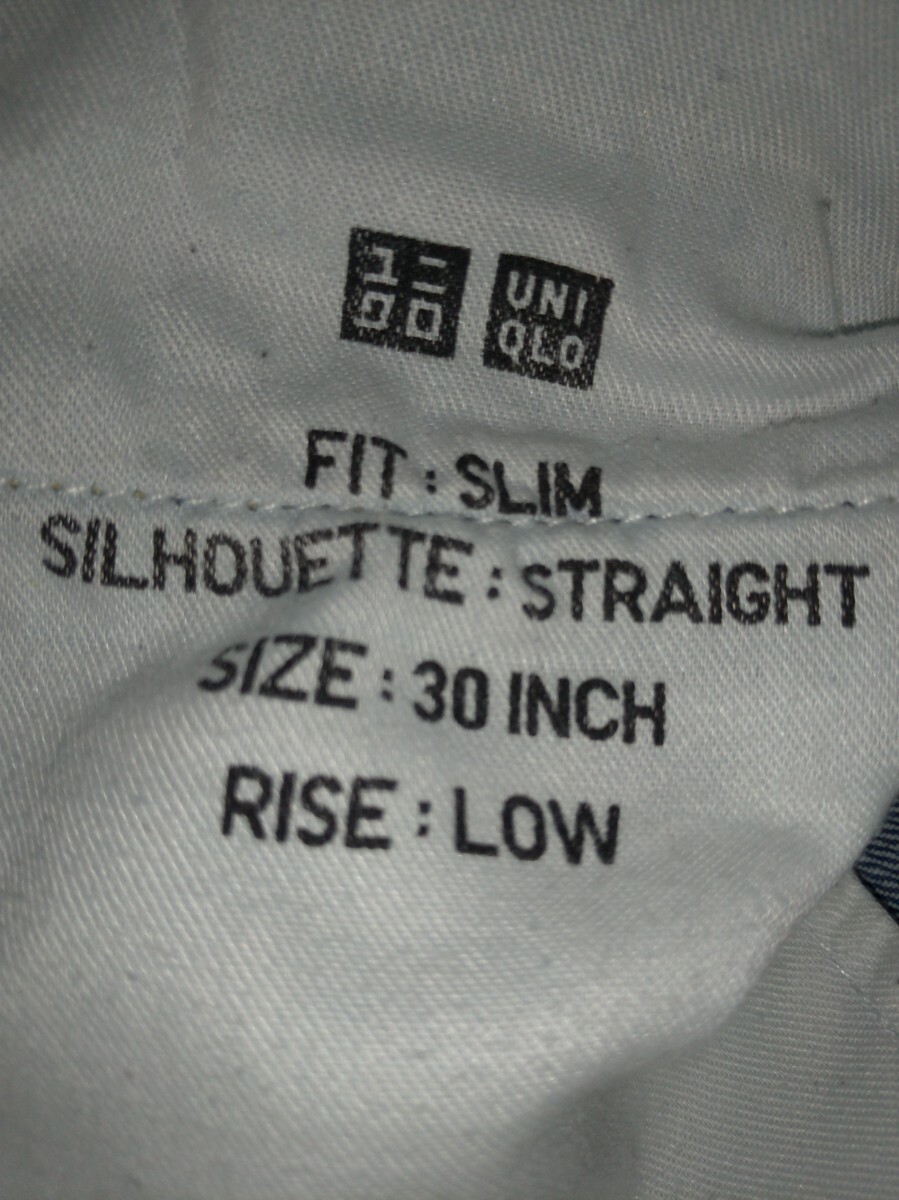 ユニ
クロ
UNI
QLO
FIT : SLIM
SILHOUETTE : STRAIGHT
SIZE : 30 INCH
RISE : LOW